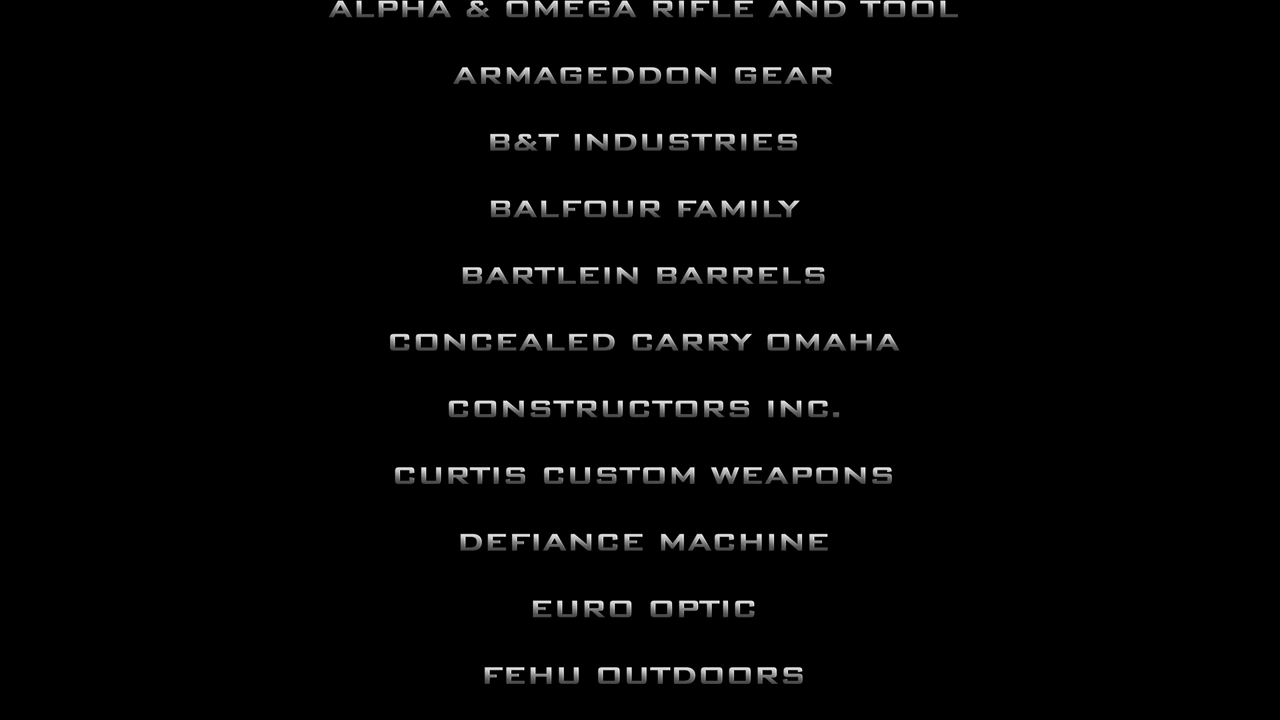 ALPHA & OMEGA RIFLE AND TOOL
ARMAGEDDON GEAR
B&T INDUSTRIES
BALFOUR FAMILY
BARTLEIN BARRELS
CONCEALED CARRY OMAHA
CONSTRUCTORS INC.
CURTIS CUSTOM WEAPONS
DEFIANCE MACHINE
EURO OPTIC
FEHU OUTDOORS